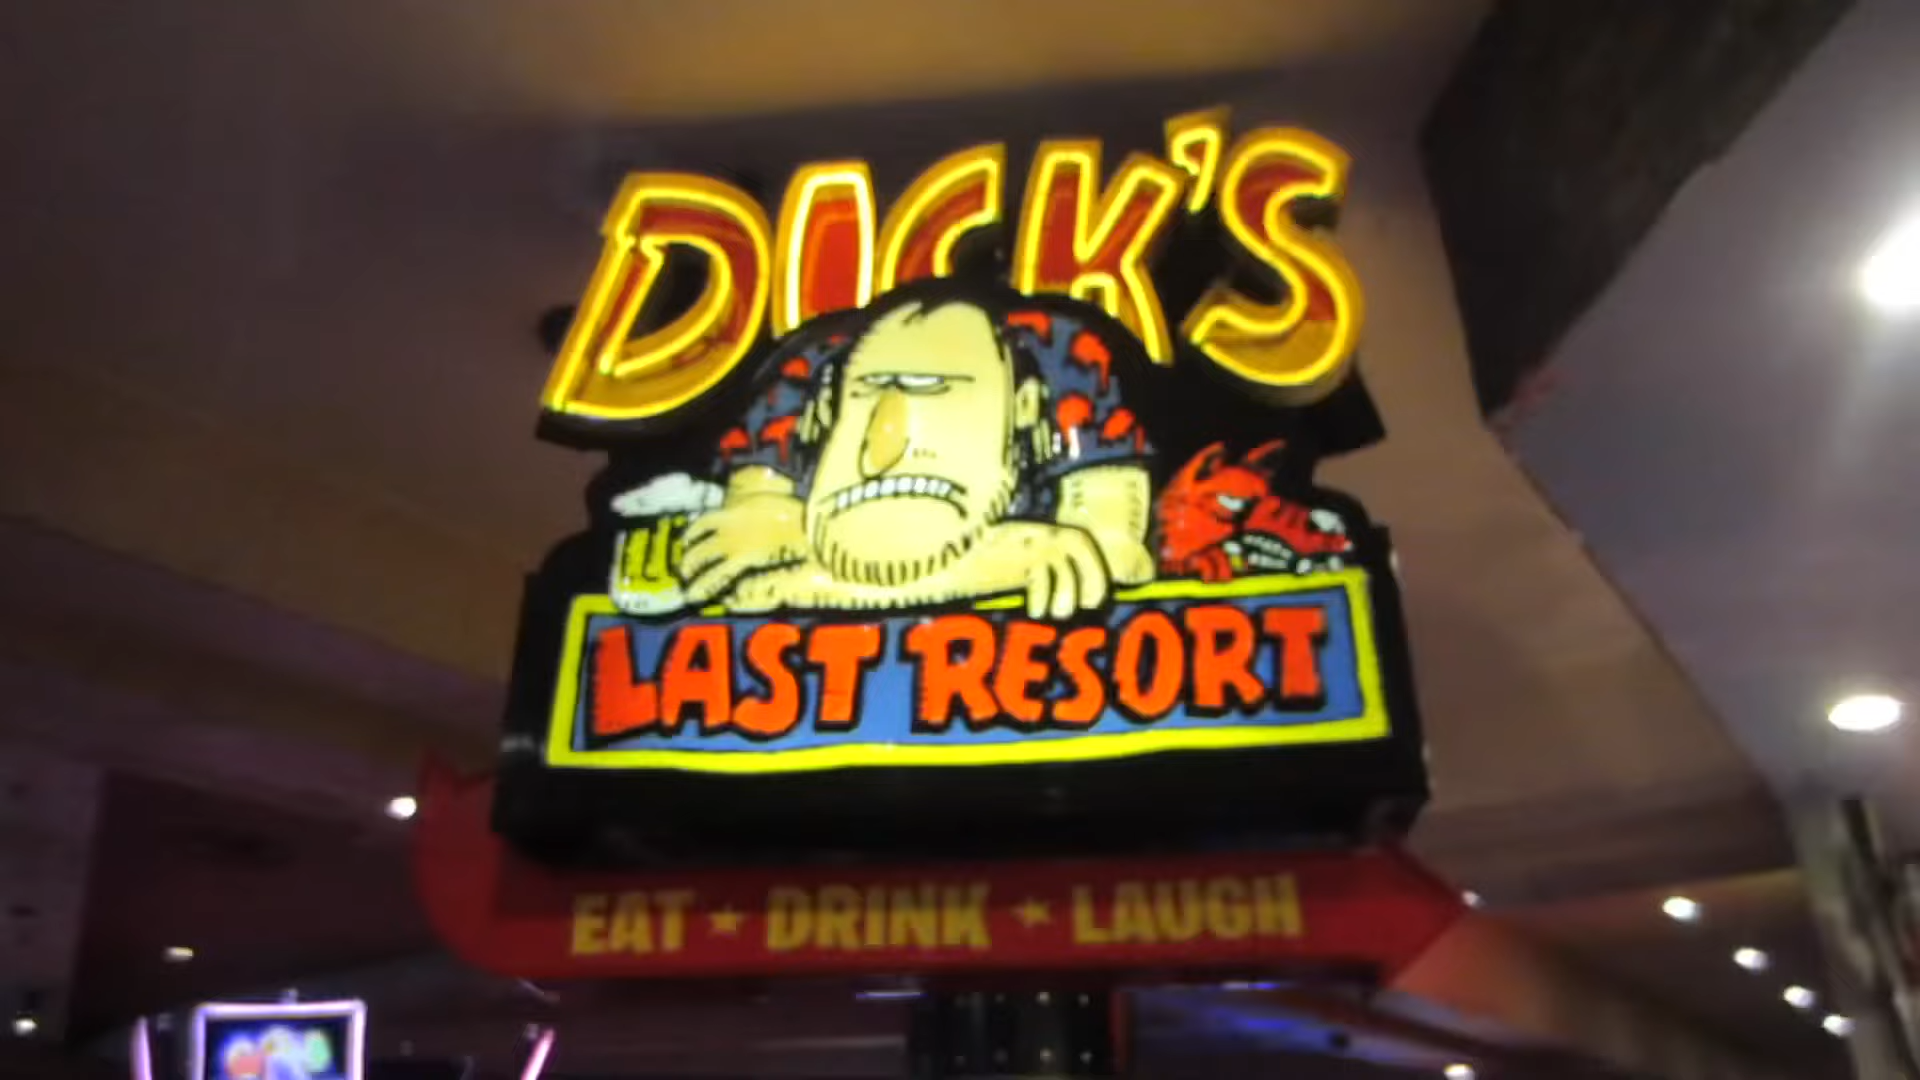 DICK'S
LAST RESORT
EAT ★ DRINK ★ LAUGH